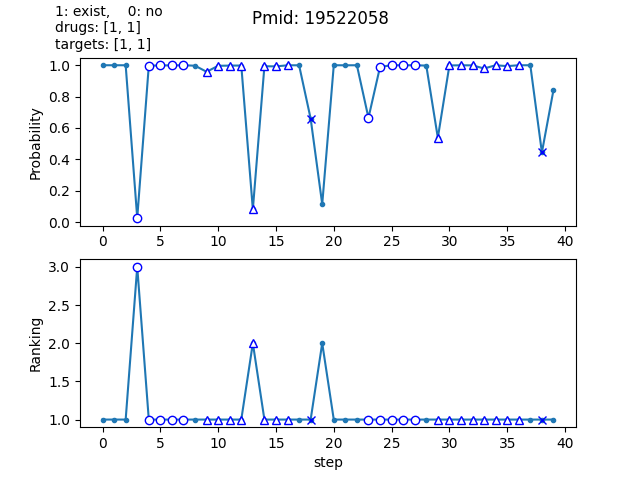 1: exist,    0: no
drugs: [1, 1]
targets: [1, 1]
Pmid: 19522058
Probability
1.0
0.8
0.6
0.4
0.2
0.0
0 5 10 15 20 25 30 35 40
Ranking
3.0
2.5
2.0
1.5
1.0
0 5 10 15 20 25 30 35 40
step